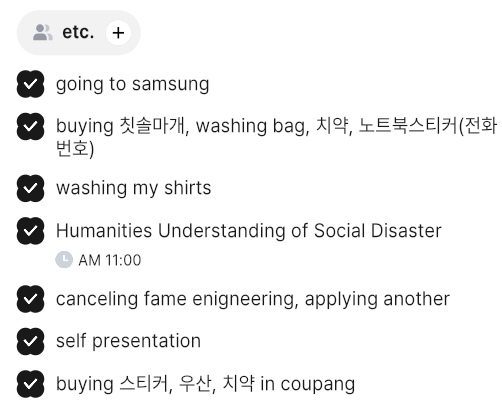 etc. +
going to samsung
buying 칫솔마개, washing bag, 치약, 노트북스티커(전화
번호)
washing my shirts
Humanities Understanding of Social Disaster
AM 11:00
canceling fame enigneering, applying another
self presentation
buying 스티커, 우산, 치약 in coupang